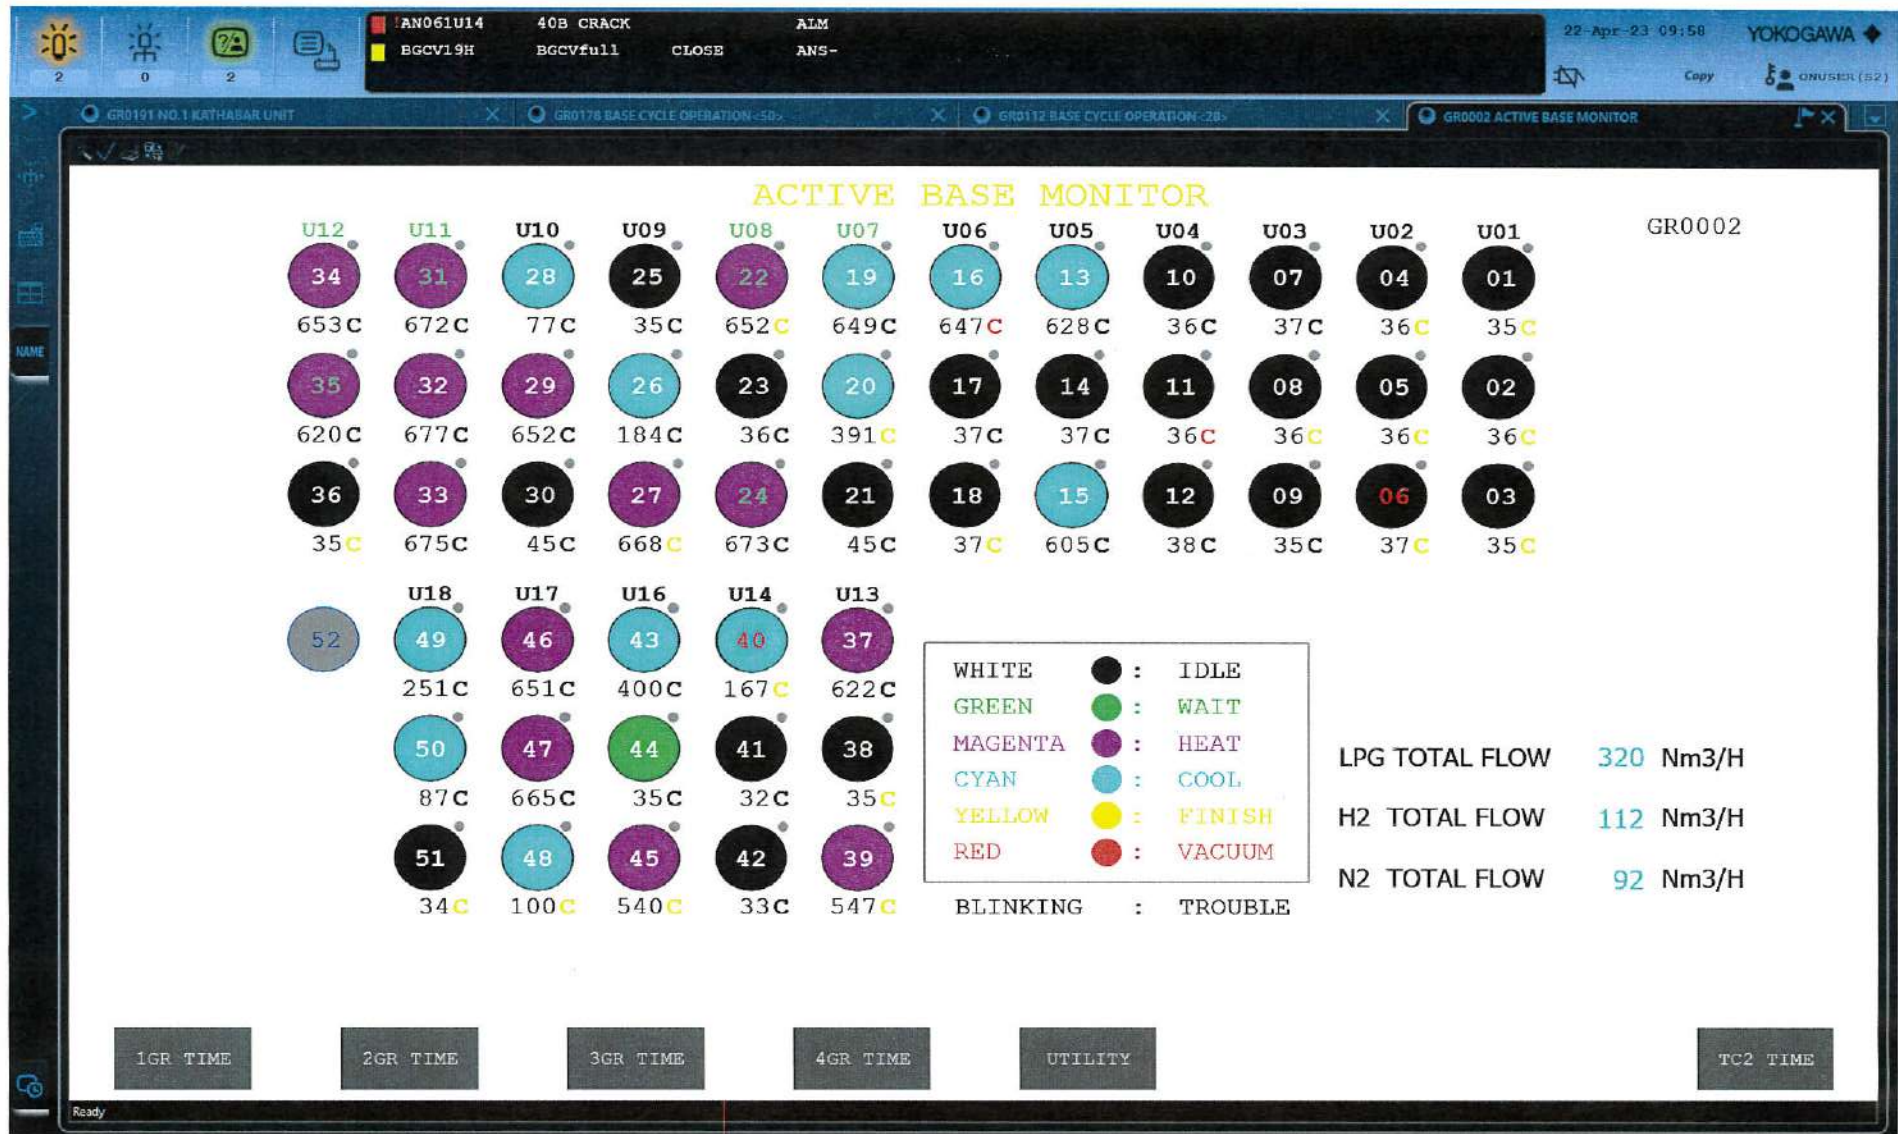 !AN061U14 40B CRACK ALM
BGCV19H BGCVfull CLOSE ANS-
22-Apr-23 09:58 YOKOGAWA
2 0 2
Copy ONUSER(S2)
GR0191 NO.1 KATHABAR UNIT GR0178 BASE CYCLE OPERATION<50> GR0112 BASE CYCLE OPERATION<28> GR0002 ACTIVE BASE MONITOR
NAME
ACTIVE BASE MONITOR
GR0002
U12 U11 U10 U09 U08 U07 U06 U05 U04 U03 U02 U01
34 31 28 25 22 19 16 13 10 07 04 01
653C 672C 77C 35C 652C 649C 647C 628C 36C 37C 36C 35C
35 32 29 26 23 20 17 14 11 08 05 02
620C 677C 652C 184C 36C 391C 37C 37C 36C 36C 36C 36C
36 33 30 27 24 21 18 15 12 09 06 03
35C 675C 45C 668C 673C 45C 37C 605C 38C 35C 37C 35C
U18 U17 U16 U14 U13
52 49 46 43 40 37
251C 651C 400C 167C 622C
50 47 44 41 38
87C 665C 35C 32C 35C
51 48 45 42 39
34C 100C 540C 33C 547C
WHITE : IDLE
GREEN : WAIT
MAGENTA : HEAT
CYAN : COOL
YELLOW : FINISH
RED : VACUUM
BLINKING : TROUBLE
LPG TOTAL FLOW 320 Nm3/H
H2 TOTAL FLOW 112 Nm3/H
N2 TOTAL FLOW 92 Nm3/H
1GR TIME 2GR TIME 3GR TIME 4GR TIME UTILITY TC2 TIME
Ready